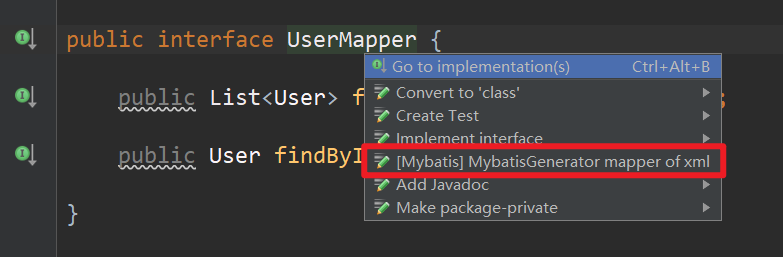 public interface UserMapper {
Go to implementation(s) Ctrl+Alt+B
Convert to 'class'
public List<User> f ;
Create Test
Implement interface
public User findByI
[Mybatis] MybatisGenerator mapper of xml
Add Javadoc
Make package-private
}